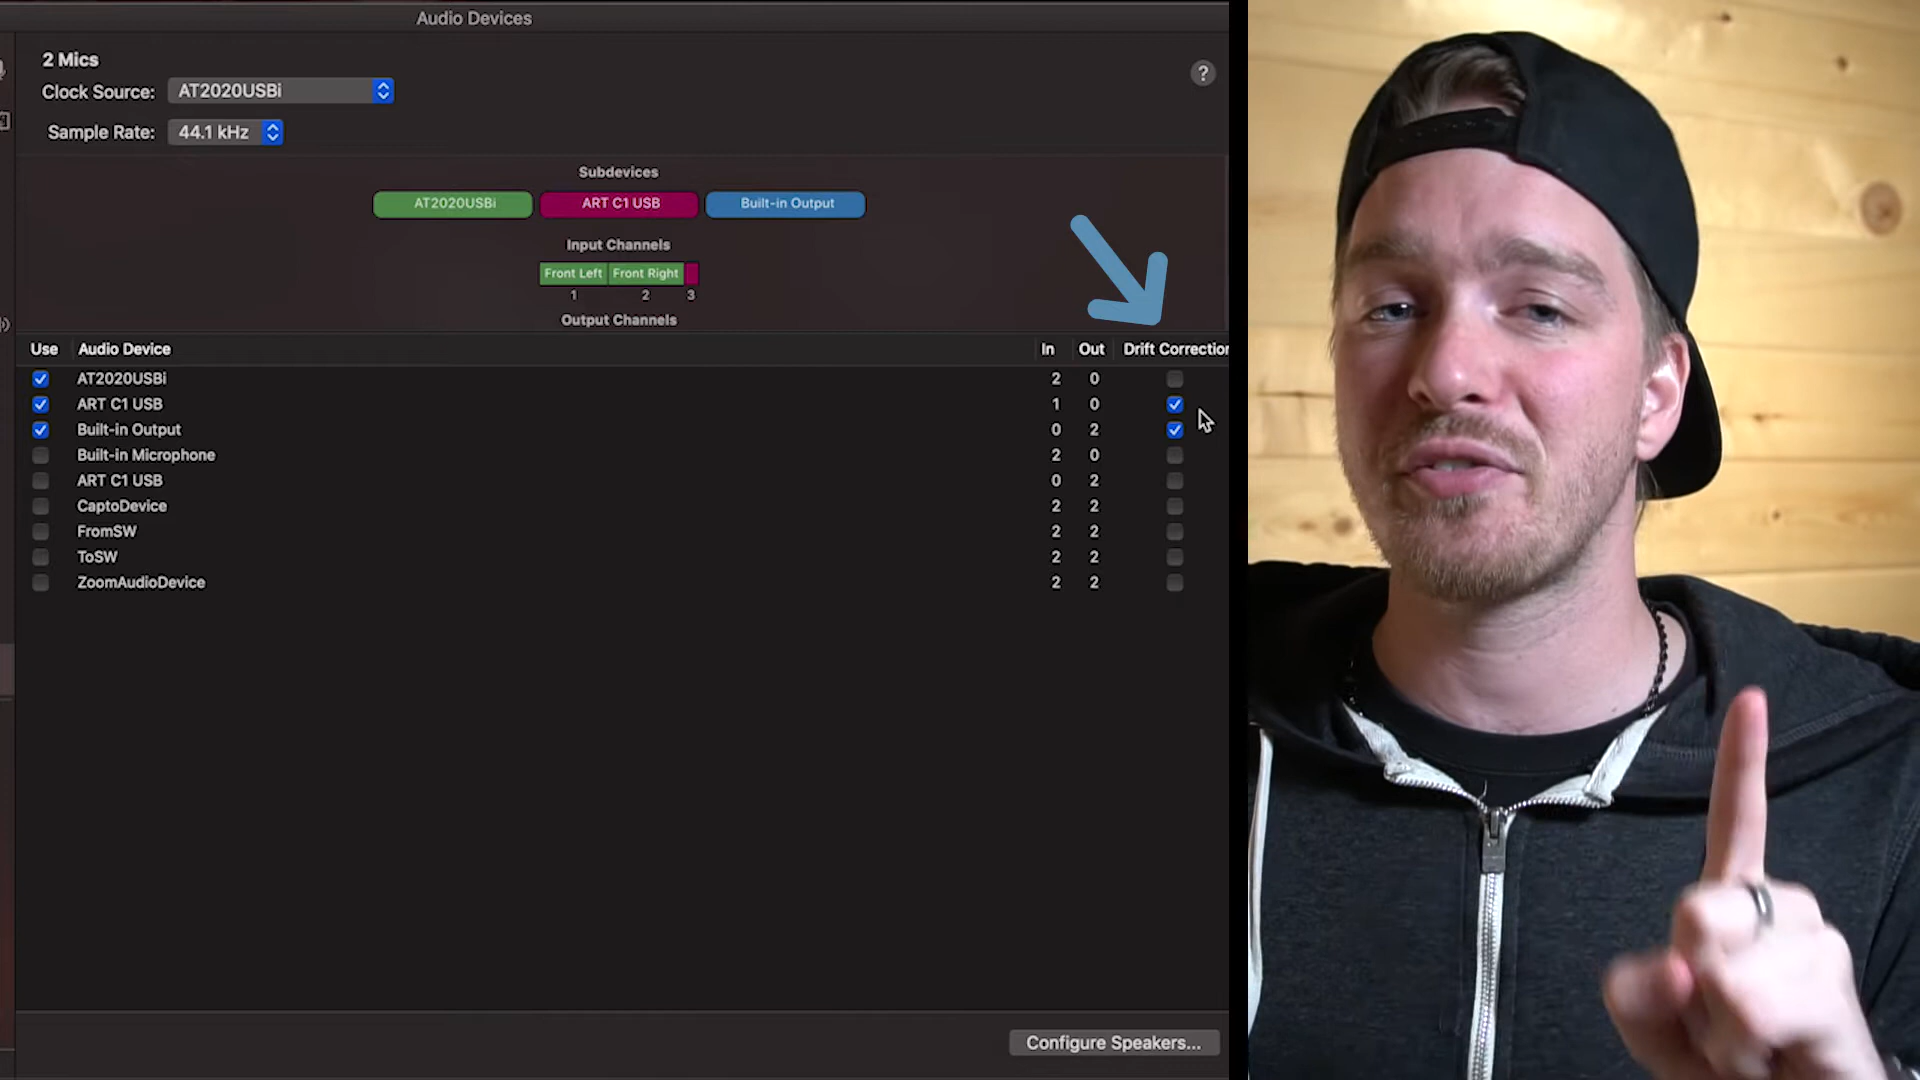 Audio Devices
2 Mics
?
Clock Source: AT2020USBi
Sample Rate: 44.1 kHz
Subdevices
AT2020USBi ART C1 USB Built-in Output
Input Channels
Front Left Front Right
1 2 3
Output Channels
Use Audio Device In Out Drift Correction
AT2020USBi 2 0
ART C1 USB 1 0
Built-in Output 0 2
Built-in Microphone 2 0
ART C1 USB 0 2
CaptoDevice 2 2
FromSW 2 2
ToSW 2 2
ZoomAudioDevice 2 2
Configure Speakers...